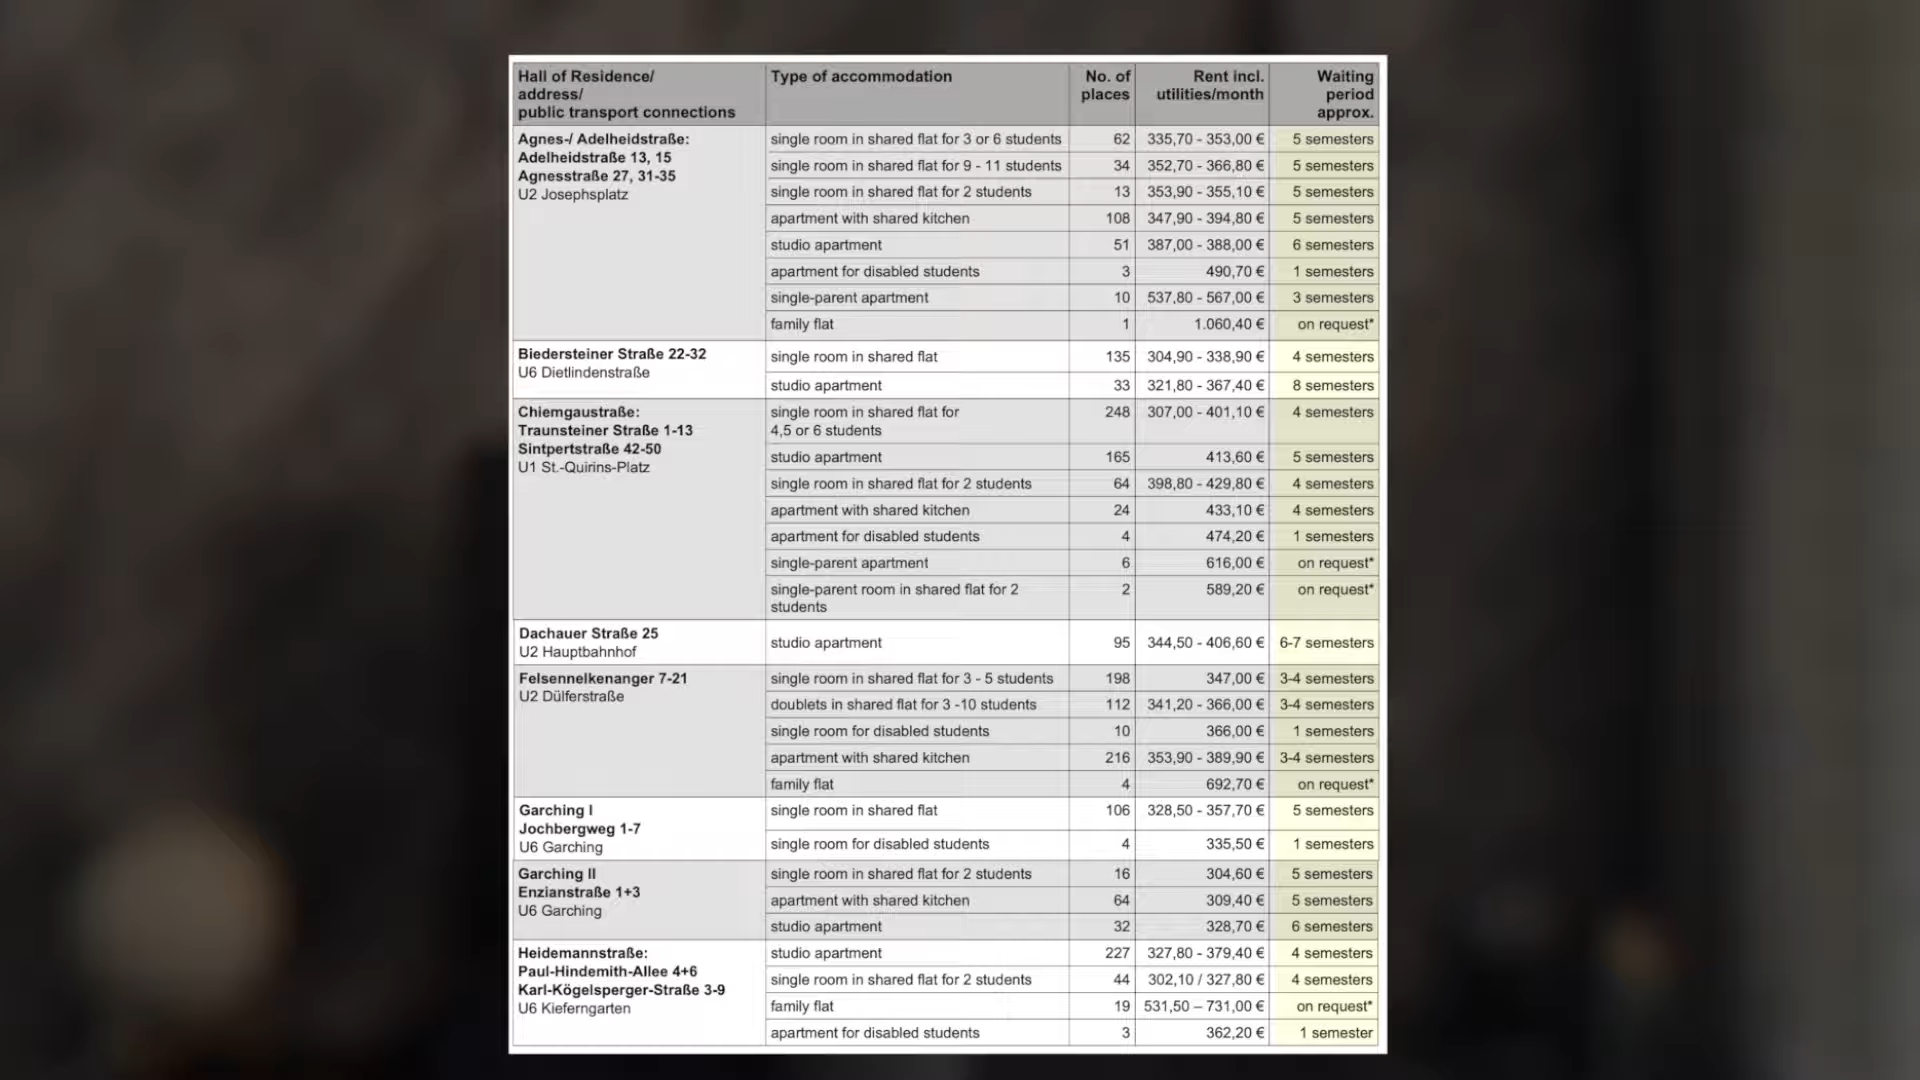 Hall of Residence/
address/
public transport connections
Type of accommodation
No. of
places
Rent incl.
utilities/month
Waiting
period
approx.
Agnes-/ Adelheidstraße:
Adelheidstraße 13, 15
Agnesstraße 27, 31-35
U2 Josephsplatz
single room in shared flat for 3 or 6 students 62 335,70 - 353,00 € 5 semesters
single room in shared flat for 9 - 11 students 34 352,70 - 366,80 € 5 semesters
single room in shared flat for 2 students 13 353,90 - 355,10 € 5 semesters
apartment with shared kitchen 108 347,90 - 394,80 € 5 semesters
studio apartment 51 387,00 - 388,00 € 6 semesters
apartment for disabled students 3 490,70 € 1 semesters
single-parent apartment 10 537,80 - 567,00 € 3 semesters
family flat 1 1.060,40 € on request*
Biedersteiner Straße 22-32
U6 Dietlindenstraße
single room in shared flat 135 304,90 - 338,90 € 4 semesters
studio apartment 33 321,80 - 367,40 € 8 semesters
Chiemgaustraße:
Traunsteiner Straße 1-13
Sintpertstraße 42-50
U1 St.-Quirins-Platz
single room in shared flat for
4,5 or 6 students
248 307,00 - 401,10 € 4 semesters
studio apartment 165 413,60 € 5 semesters
single room in shared flat for 2 students 64 398,80 - 429,80 € 4 semesters
apartment with shared kitchen 24 433,10 € 4 semesters
apartment for disabled students 4 474,20 € 1 semesters
single-parent apartment 6 616,00 € on request*
single-parent room in shared flat for 2
students
2 589,20 € on request*
Dachauer Straße 25
U2 Hauptbahnhof
studio apartment 95 344,50 - 406,60 € 6-7 semesters
Felsennelkenanger 7-21
U2 Dülferstraße
single room in shared flat for 3 - 5 students 198 347,00 € 3-4 semesters
doublets in shared flat for 3 -10 students 112 341,20 - 366,00 € 3-4 semesters
single room for disabled students 10 366,00 € 1 semesters
apartment with shared kitchen 216 353,90 - 389,90 € 3-4 semesters
family flat 4 692,70 € on request*
Garching I
Jochbergweg 1-7
U6 Garching
single room in shared flat 106 328,50 - 357,70 € 5 semesters
single room for disabled students 4 335,50 € 1 semesters
Garching II
Enzianstraße 1+3
U6 Garching
single room in shared flat for 2 students 16 304,60 € 5 semesters
apartment with shared kitchen 64 309,40 € 5 semesters
studio apartment 32 328,70 € 6 semesters
Heidemannstraße:
Paul-Hindemith-Allee 4+6
Karl-Kögelsperger-Straße 3-9
U6 Kieferngarten
studio apartment 227 327,80 - 379,40 € 4 semesters
single room in shared flat for 2 students 44 302,10 / 327,80 € 4 semesters
family flat 19 531,50 – 731,00 € on request*
apartment for disabled students 3 362,20 € 1 semester